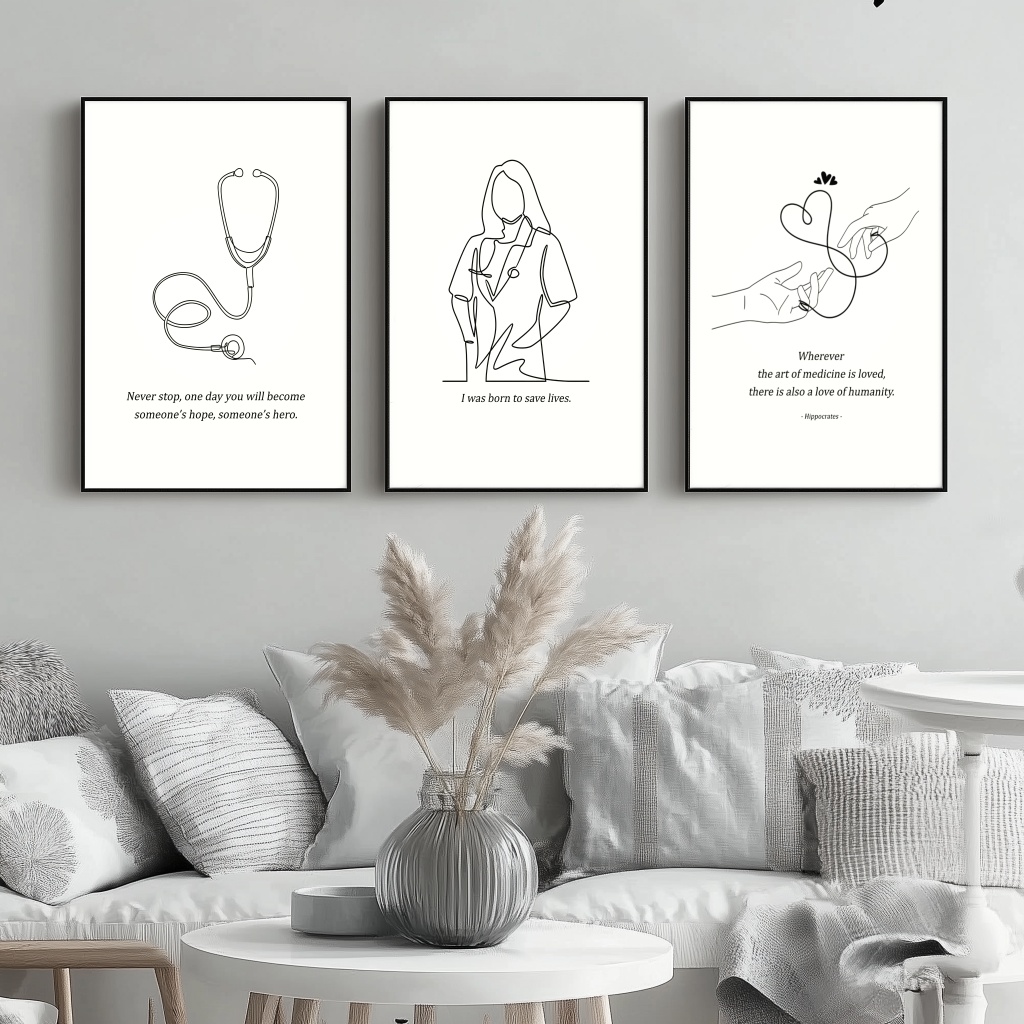 Never stop, one day you will become
someone's hope, someone's hero.
I was born to save lives.
Wherever
the art of medicine is loved,
there is also a love of humanity.
- Hippocrates -